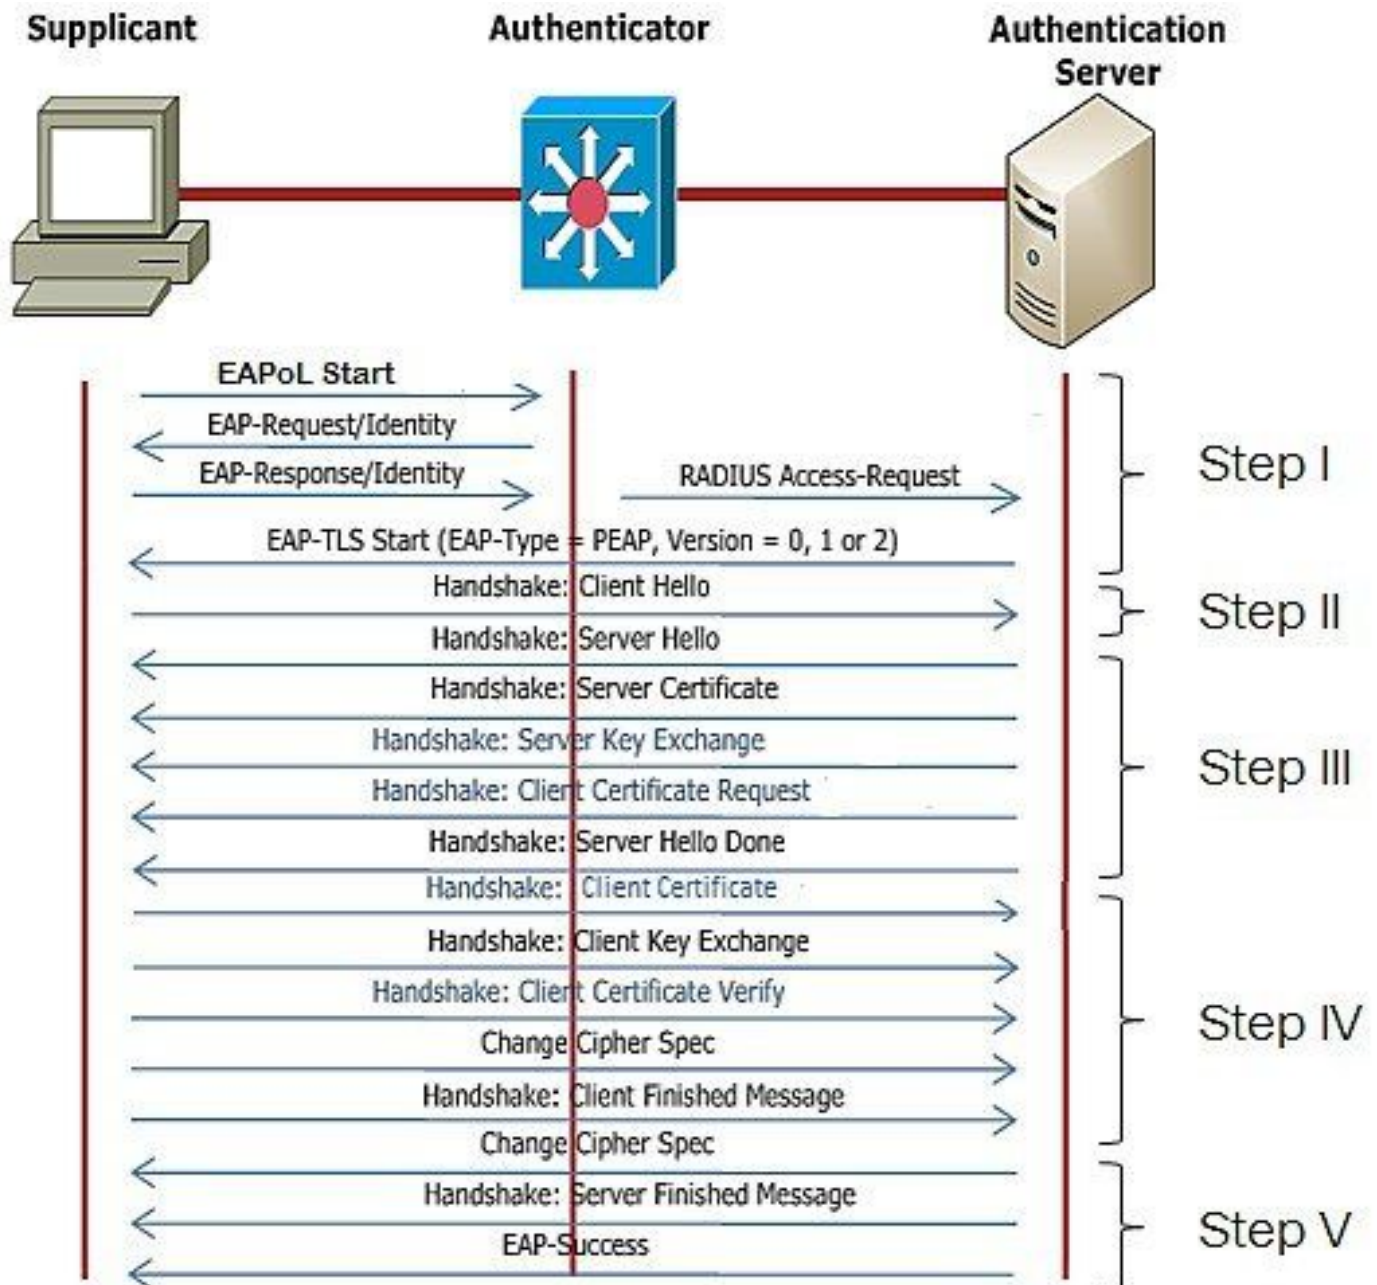 Supplicant
Authenticator
Authentication
Server
EAPoL Start
EAP-Request/Identity
EAP-Response/Identity
RADIUS Access-Request
Step I
EAP-TLS Start (EAP-Type = PEAP, Version = 0, 1 or 2)
Handshake: Client Hello
Step II
Handshake: Server Hello
Handshake: Server Certificate
Handshake: Server Key Exchange
Step III
Handshake: Client Certificate Request
Handshake: Server Hello Done
Handshake: Client Certificate
Handshake: Client Key Exchange
Handshake: Client Certificate Verify
Step IV
Change Cipher Spec
Handshake: Client Finished Message
Change Cipher Spec
Handshake: Server Finished Message
Step V
EAP-Success